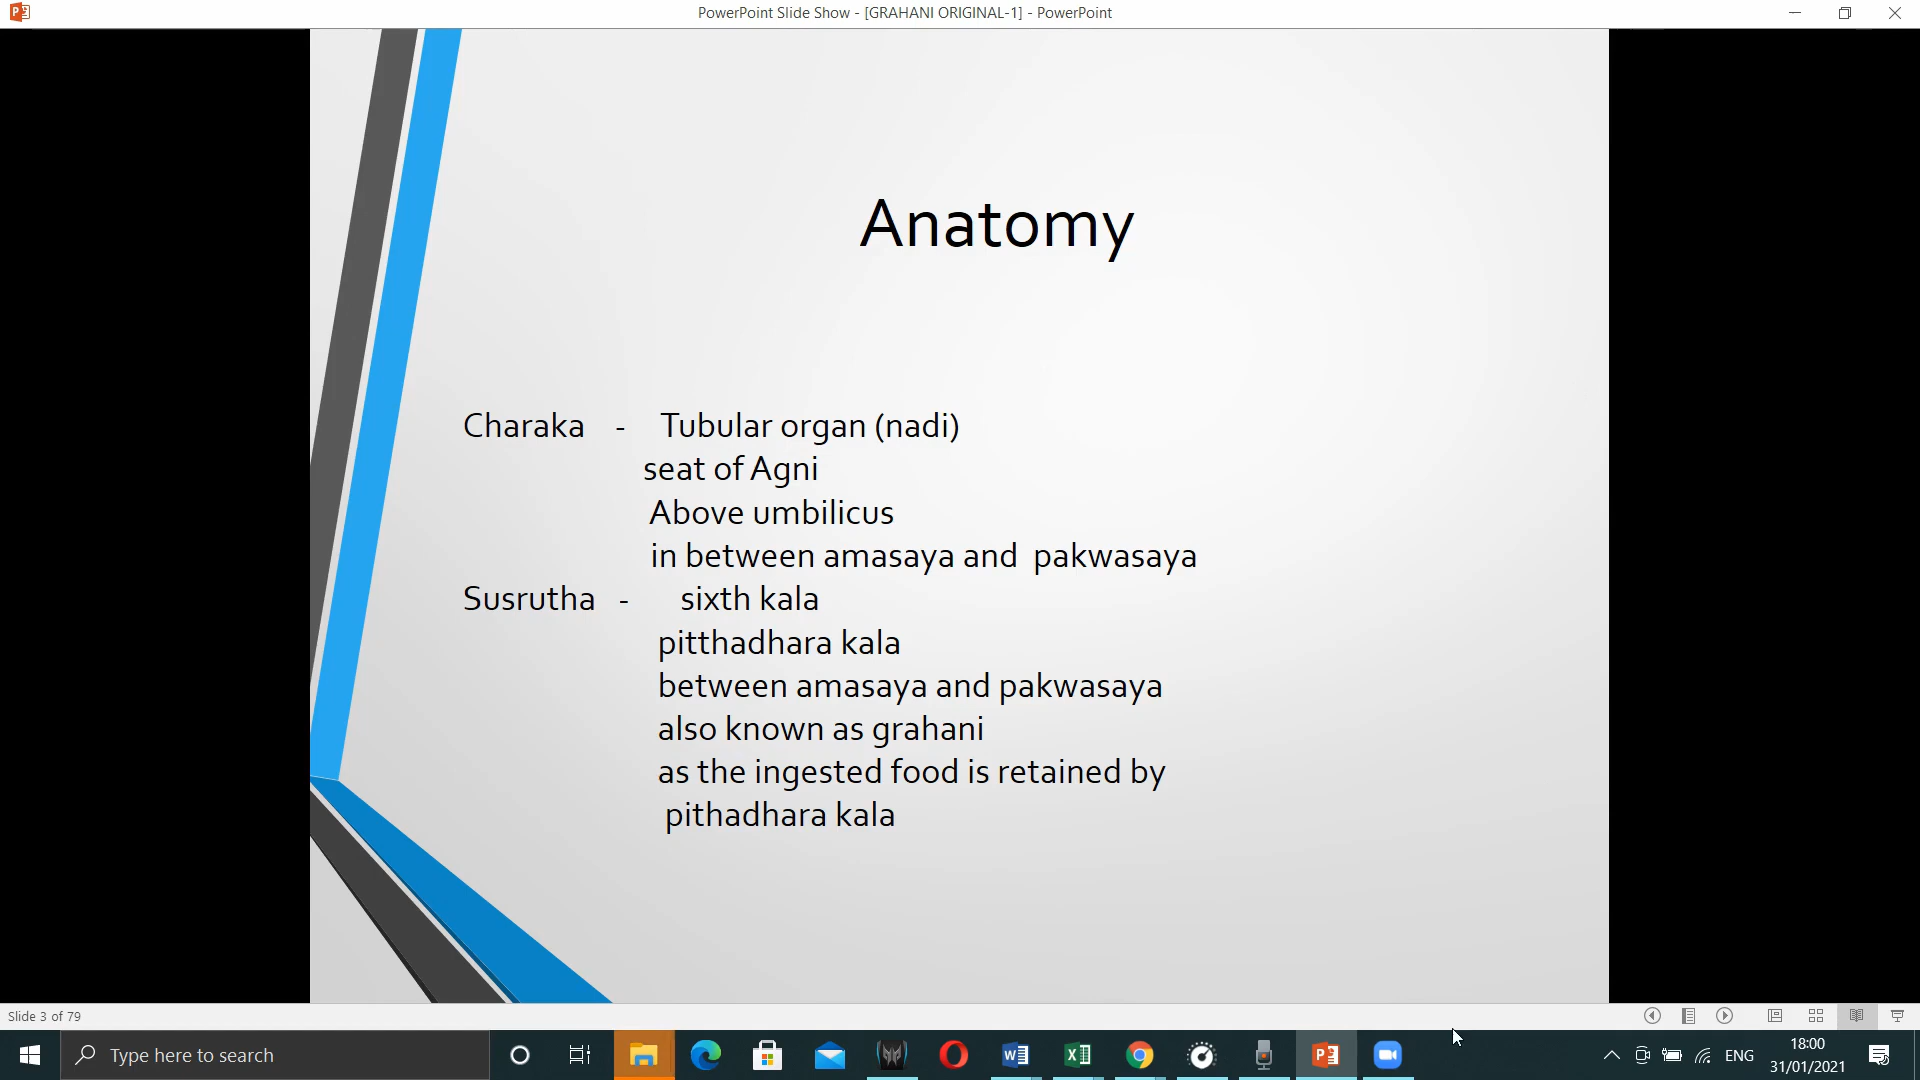 PowerPoint Slide Show - [GRAHANI ORIGINAL-1] - PowerPoint
Anatomy
Charaka - Tubular organ (nadi)
seat of Agni
Above umbilicus
in between amasaya and pakwasaya
Susrutha - sixth kala
pitthadhara kala
between amasaya and pakwasaya
also known as grahani
as the ingested food is retained by
pithadhara kala
Slide 3 of 79
Type here to search
ENG
18:00
31/01/2021